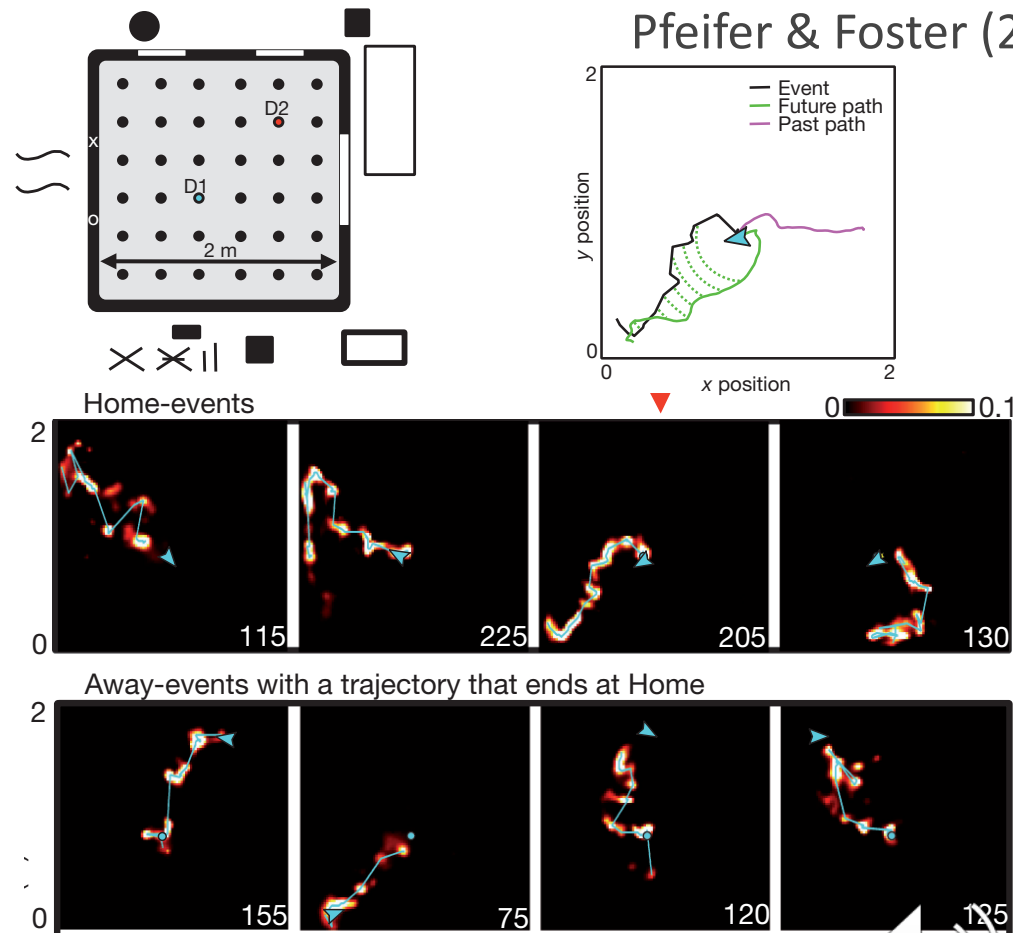 Pfeifer & Foster (2
D2
x
D1
o
2 m
2
Event
Future path
Past path
y position
0
0
x position
2
Home-events
0
0.1
2
0
115
225
205
130
Away-events with a trajectory that ends at Home
2
0
155
75
120
125